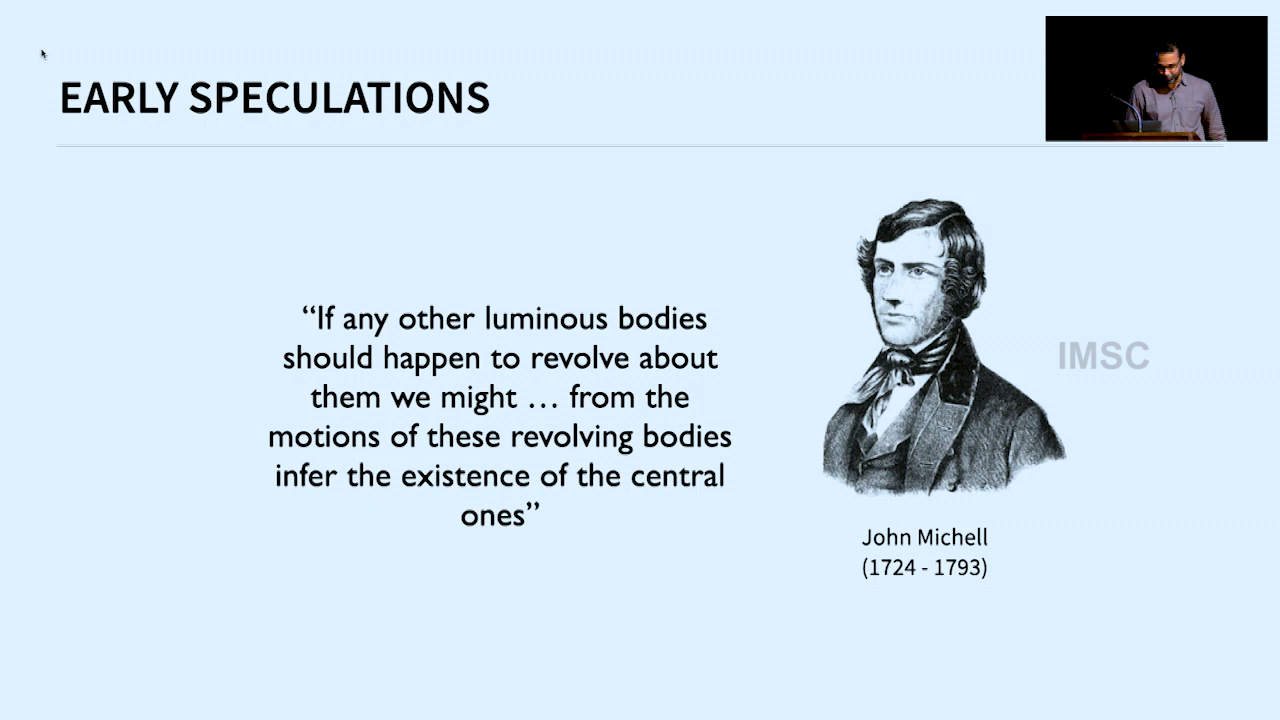 EARLY SPECULATIONS
“If any other luminous bodies
should happen to revolve about
them we might … from the
motions of these revolving bodies
infer the existence of the central
ones”
IMSC
John Michell
(1724 - 1793)